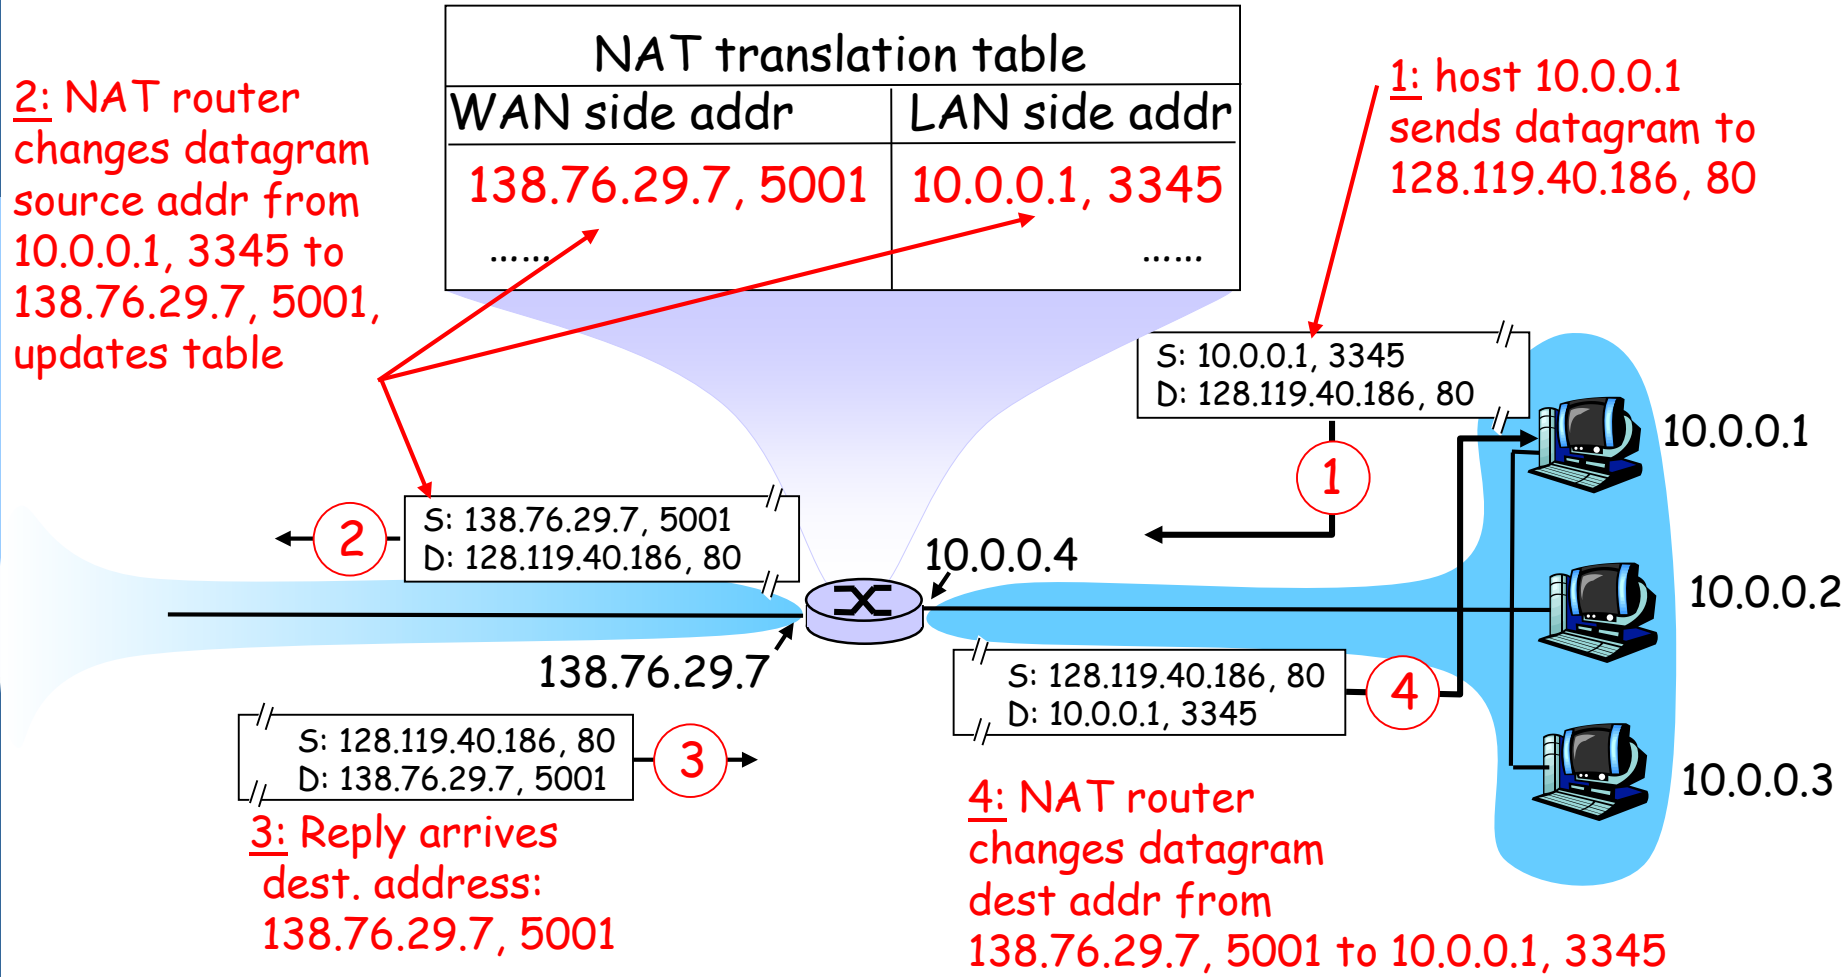 NAT translation table
WAN side addr LAN side addr
138.76.29.7, 5001 10.0.0.1, 3345
...... ......
2: NAT router
changes datagram
source addr from
10.0.0.1, 3345 to
138.76.29.7, 5001,
updates table
1: host 10.0.0.1
sends datagram to
128.119.40.186, 80
S: 10.0.0.1, 3345
D: 128.119.40.186, 80
1
10.0.0.1
2
S: 138.76.29.7, 5001
D: 128.119.40.186, 80
10.0.0.4
10.0.0.2
138.76.29.7
S: 128.119.40.186, 80
D: 10.0.0.1, 3345
4
S: 128.119.40.186, 80
D: 138.76.29.7, 5001
3
10.0.0.3
3: Reply arrives
dest. address:
138.76.29.7, 5001
4: NAT router
changes datagram
dest addr from
138.76.29.7, 5001 to 10.0.0.1, 3345